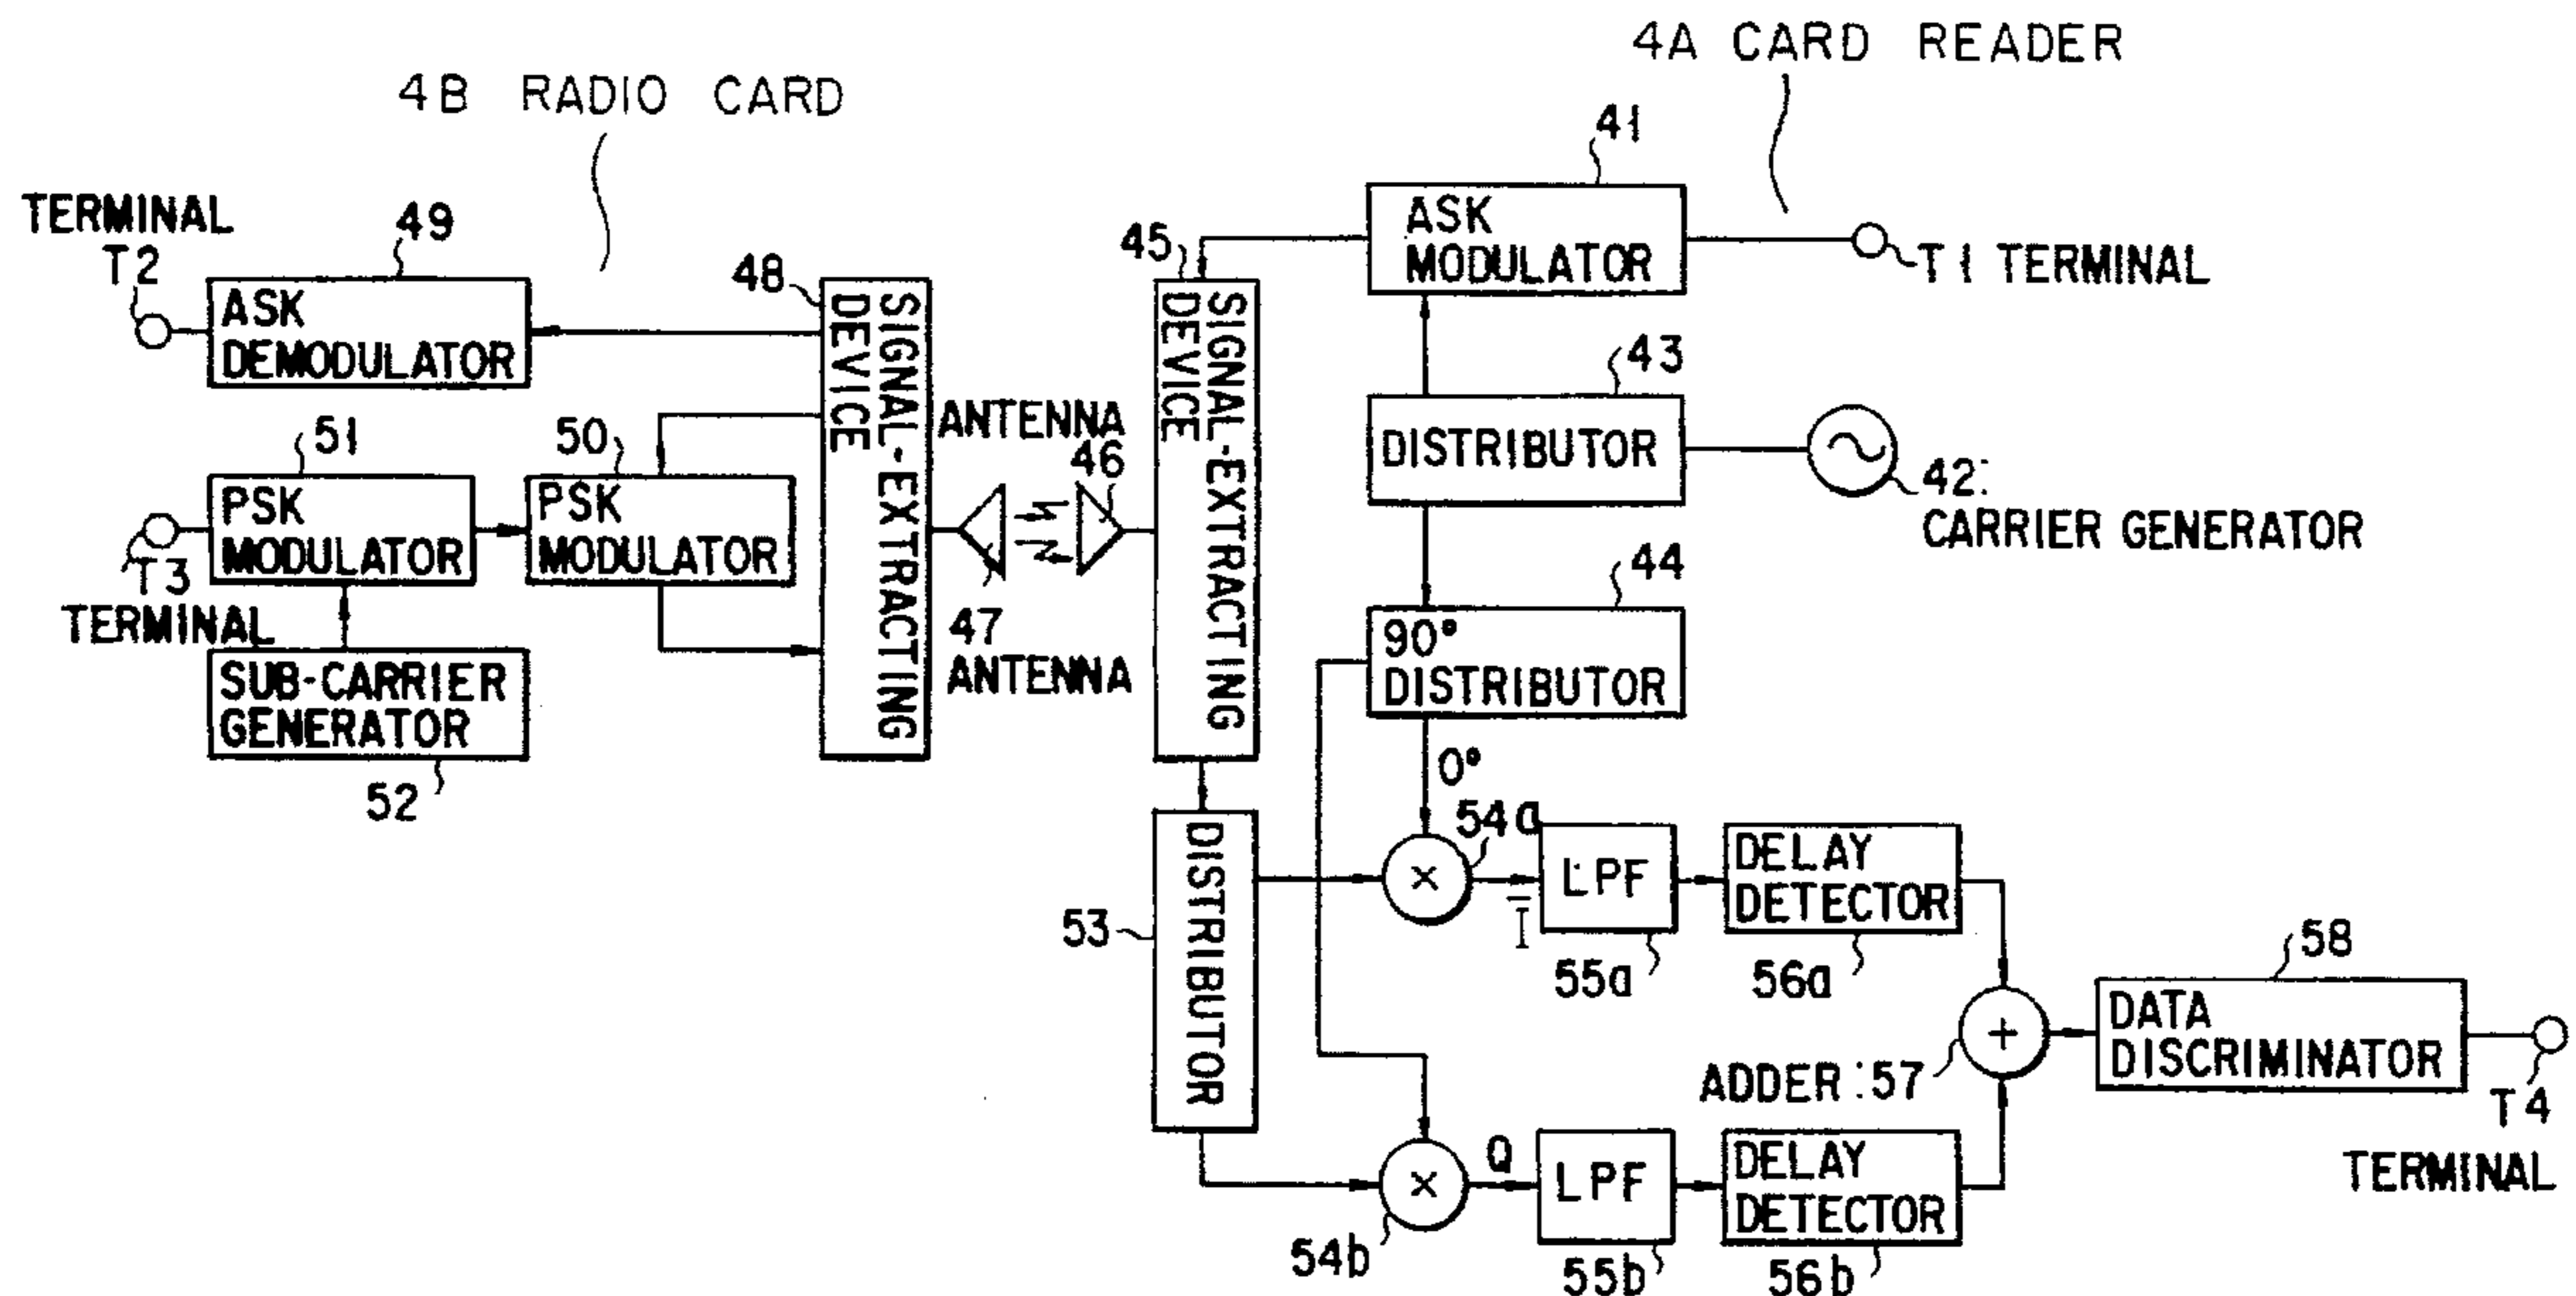 4A CARD READER
4B RADIO CARD
41
TERMINAL
T2
49
48
45
ASK
MODULATOR
T1 TERMINAL
ASK
DEMODULATOR
SIGNAL-EXTRACTING
DEVICE
SIGNAL-EXTRACTING
DEVICE
43
DISTRIBUTOR
42:
CARRIER GENERATOR
51
50
ANTENNA
46
PSK
MODULATOR
PSK
MODULATOR
T3
TERMINAL
47
ANTENNA
44
90°
DISTRIBUTOR
SUB-CARRIER
GENERATOR
52
0°
54a
×
I
LPF
55a
DELAY
DETECTOR
56a
53
DISTRIBUTOR
58
DATA
DISCRIMINATOR
+
ADDER:57
T4
TERMINAL
×
54b
Q
LPF
55b
DELAY
DETECTOR
56b